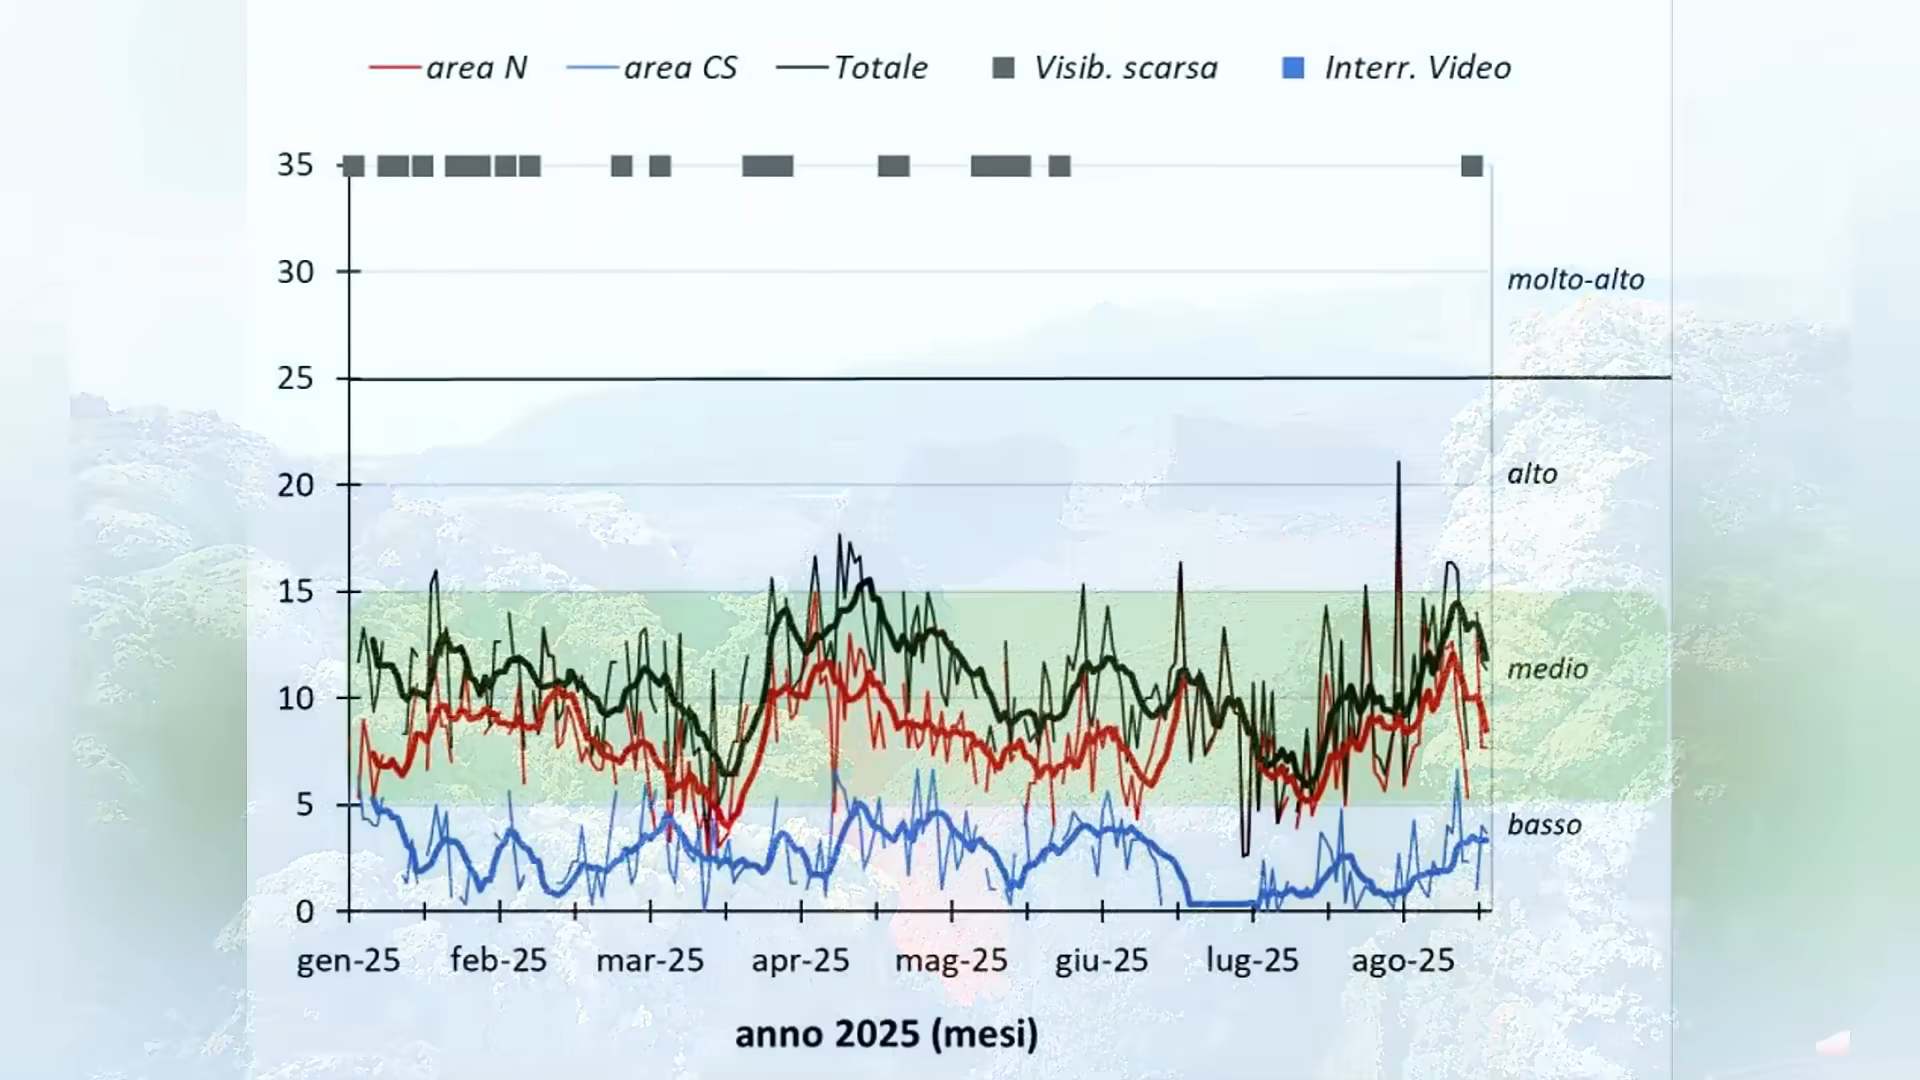 area N area CS Totale Visib. scarsa Interr. Video
35
30
molto-alto
25
20
alto
15
medio
10
5
basso
0
gen-25 feb-25 mar-25 apr-25 mag-25 giu-25 lug-25 ago-25
anno 2025 (mesi)